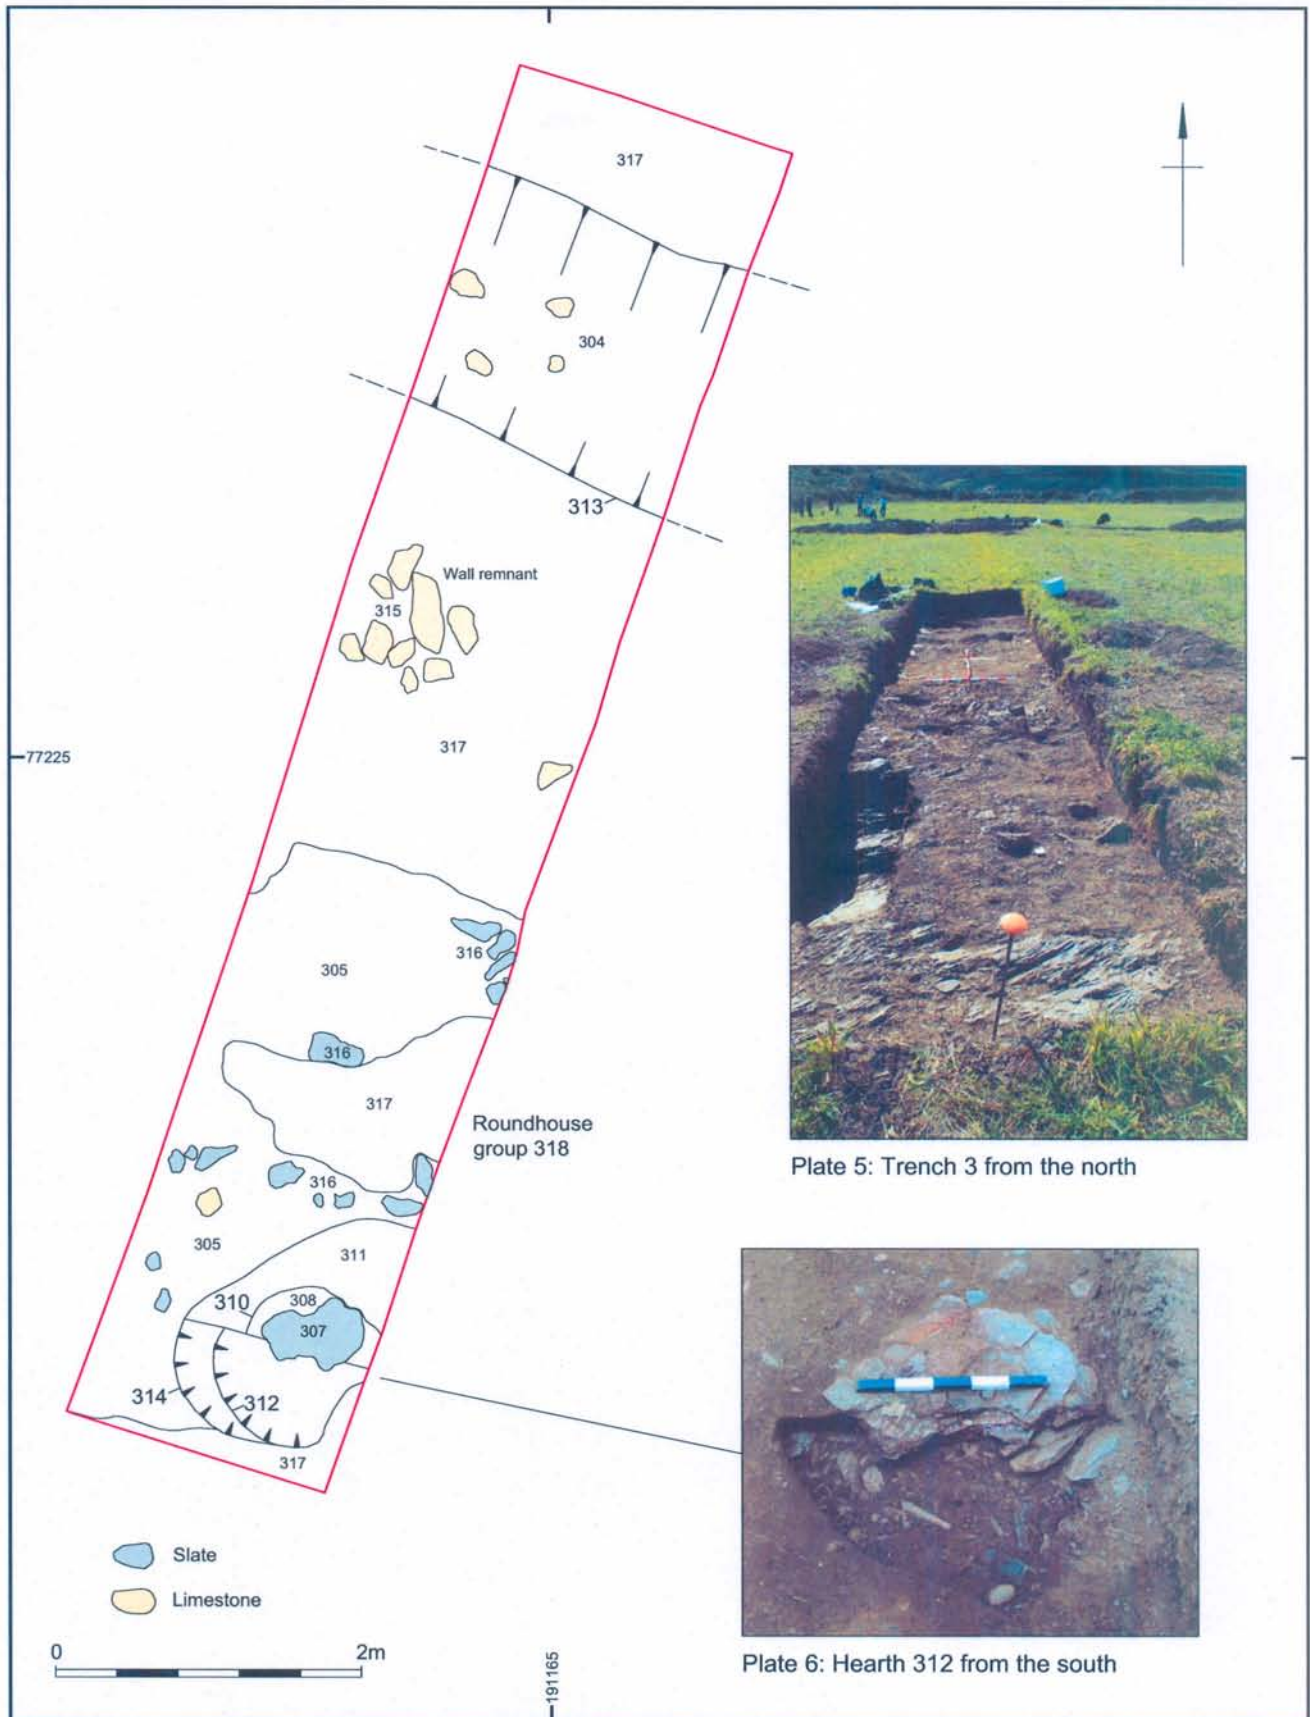 317
304
313
Wall remnant
315
317
77225
316
305
316
317
Roundhouse
group 318
316
305
311
310
308
307
314
312
317
Slate
Limestone
0 2m
191165
Plate 5: Trench 3 from the north
Plate 6: Hearth 312 from the south